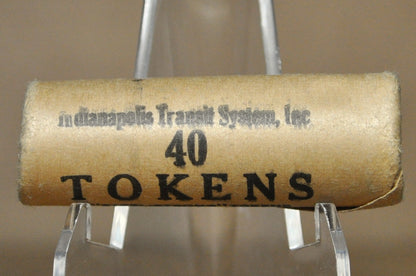 Indianapolis Transit System, Inc
40
TOKENS